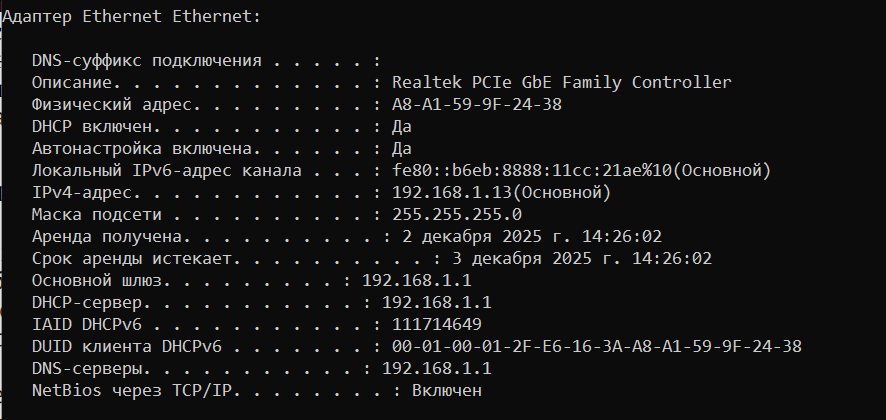 Адаптер Ethernet Ethernet:
DNS-суффикс подключения . . . . . :
Описание. . . . . . . . . . . . . : Realtek PCIe GbE Family Controller
Физический адрес. . . . . . . . . : A8-A1-59-9F-24-38
DHCP включен. . . . . . . . . . . : Да
Автонастройка включена. . . . . . : Да
Локальный IPv6-адрес канала . . . : fe80::b6eb:8888:11cc:21ae%10(Основной)
IPv4-адрес. . . . . . . . . . . . : 192.168.1.13(Основной)
Маска подсети . . . . . . . . . . : 255.255.255.0
Аренда получена. . . . . . . . . . : 2 декабря 2025 г. 14:26:02
Срок аренды истекает. . . . . . . . . . : 3 декабря 2025 г. 14:26:02
Основной шлюз. . . . . . . . . : 192.168.1.1
DHCP-сервер. . . . . . . . . . . : 192.168.1.1
IAID DHCPv6 . . . . . . . . . . . : 111714649
DUID клиента DHCPv6 . . . . . . . : 00-01-00-01-2F-E6-16-3A-A8-A1-59-9F-24-38
DNS-серверы. . . . . . . . . . . : 192.168.1.1
NetBios через TCP/IP. . . . . . . . : Включен